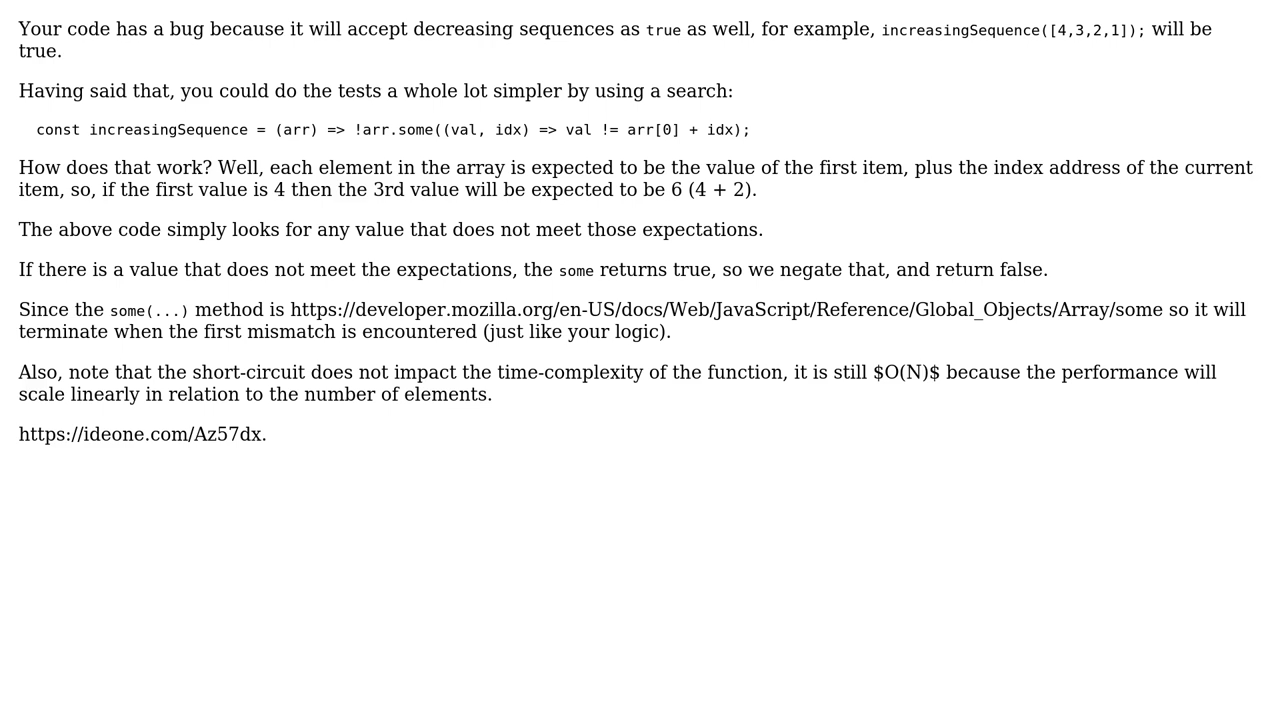 Your code has a bug because it will accept decreasing sequences as true as well, for example, increasingSequence([4,3,2,1]); will be
true.
Having said that, you could do the tests a whole lot simpler by using a search:
const increasingSequence = (arr) => !arr.some((val, idx) => val != arr[0] + idx);
How does that work? Well, each element in the array is expected to be the value of the first item, plus the index address of the current
item, so, if the first value is 4 then the 3rd value will be expected to be 6 (4 + 2).
The above code simply looks for any value that does not meet those expectations.
If there is a value that does not meet the expectations, the some returns true, so we negate that, and return false.
Since the some(...) method is https://developer.mozilla.org/en-US/docs/Web/JavaScript/Reference/Global_Objects/Array/some so it will
terminate when the first mismatch is encountered (just like your logic).
Also, note that the short-circuit does not impact the time-complexity of the function, it is still $O(N)$ because the performance will
scale linearly in relation to the number of elements.
https://ideone.com/Az57dx.